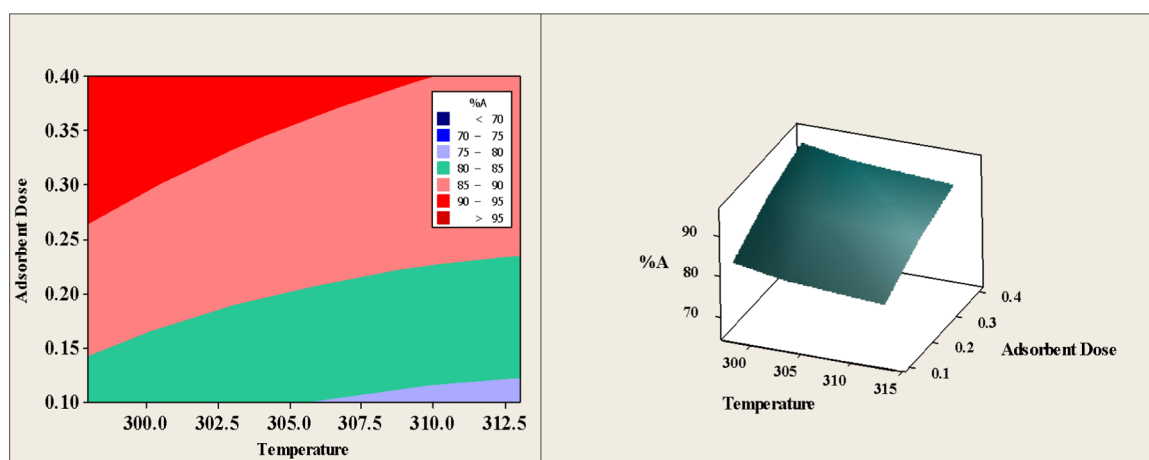 0.40
0.35
0.30
0.25
0.20
0.15
0.10
Adsorbent Dose
300.0 302.5 305.0 307.5 310.0 312.5
Temperature
%A
< 70
70 – 75
75 – 80
80 – 85
85 – 90
90 – 95
> 95
90
80
70
%A
300 305 310 315
Temperature
0.4
0.3
0.2
0.1
Adsorbent Dose